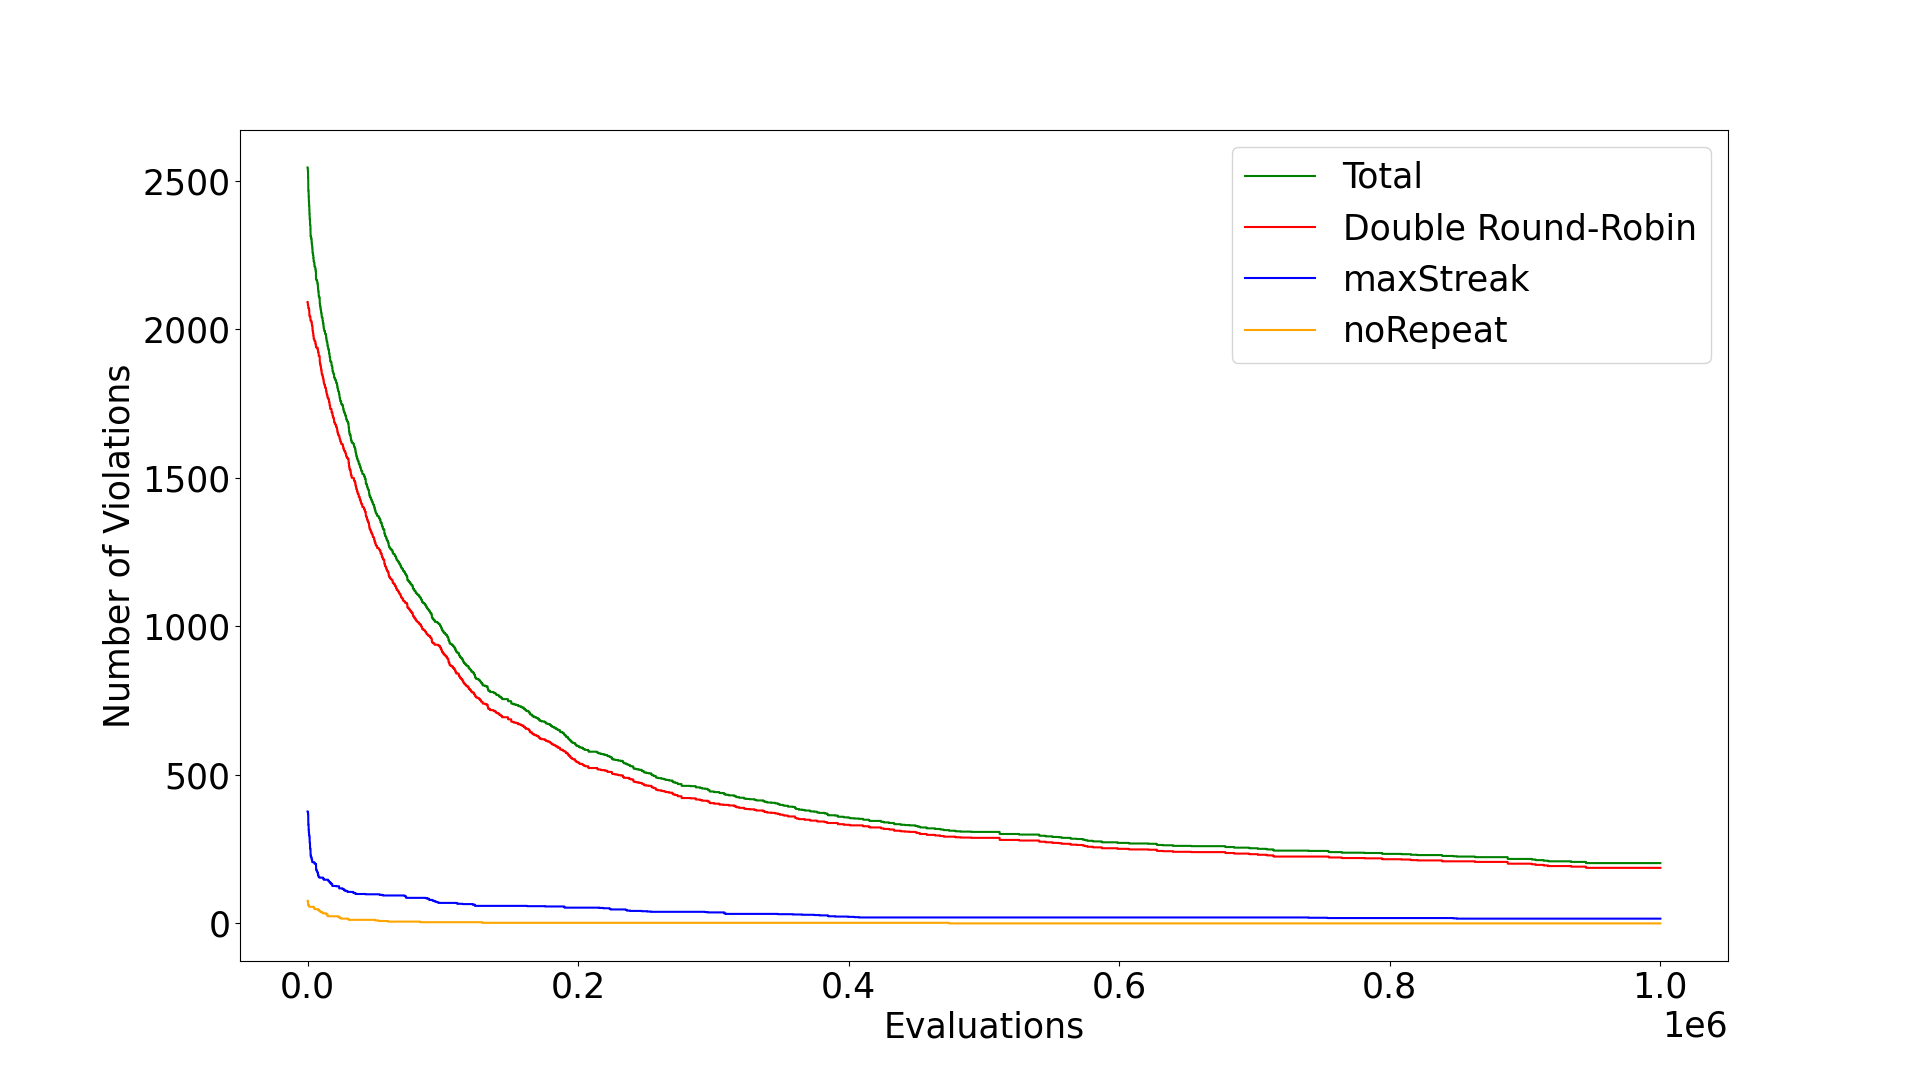 Total
Double Round-Robin
maxStreak
noRepeat
Number of Violations
2500
2000
1500
1000
500
0
0.0 0.2 0.4 0.6 0.8 1.0
Evaluations
1e6